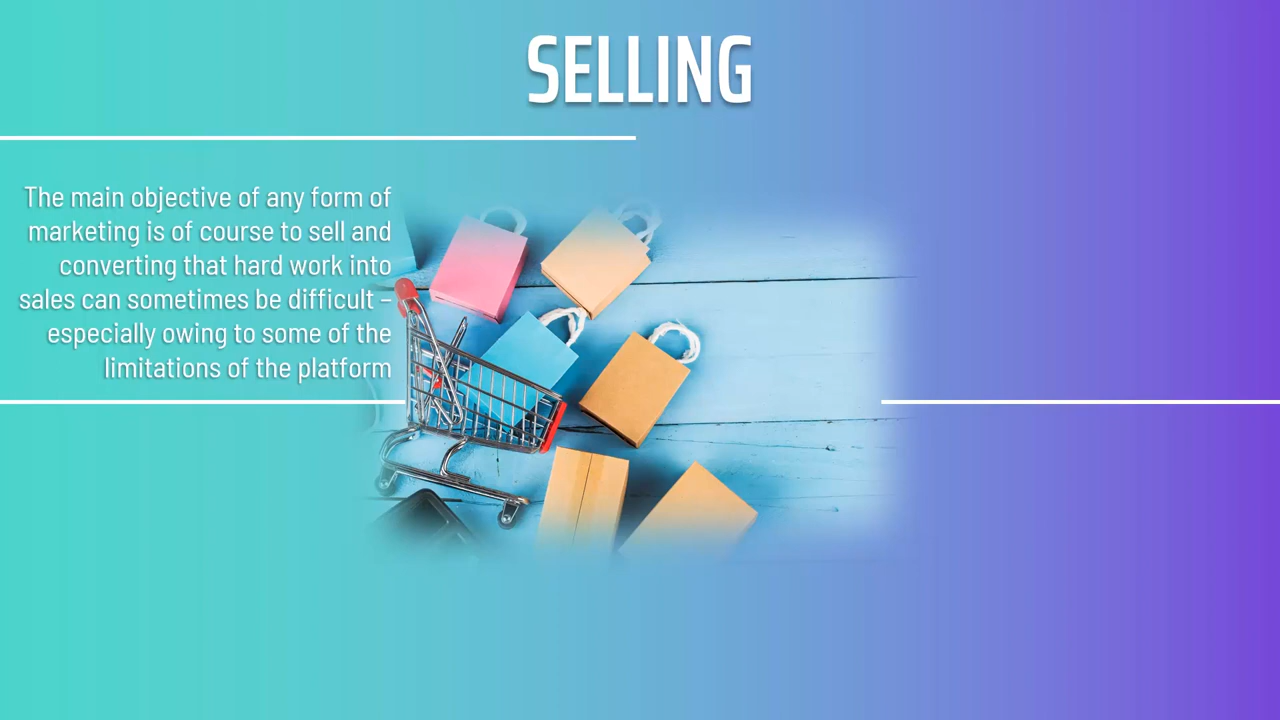 SELLING
The main objective of any form of
marketing is of course to sell and
converting that hard work into
sales can sometimes be difficult –
especially owing to some of the
limitations of the platform